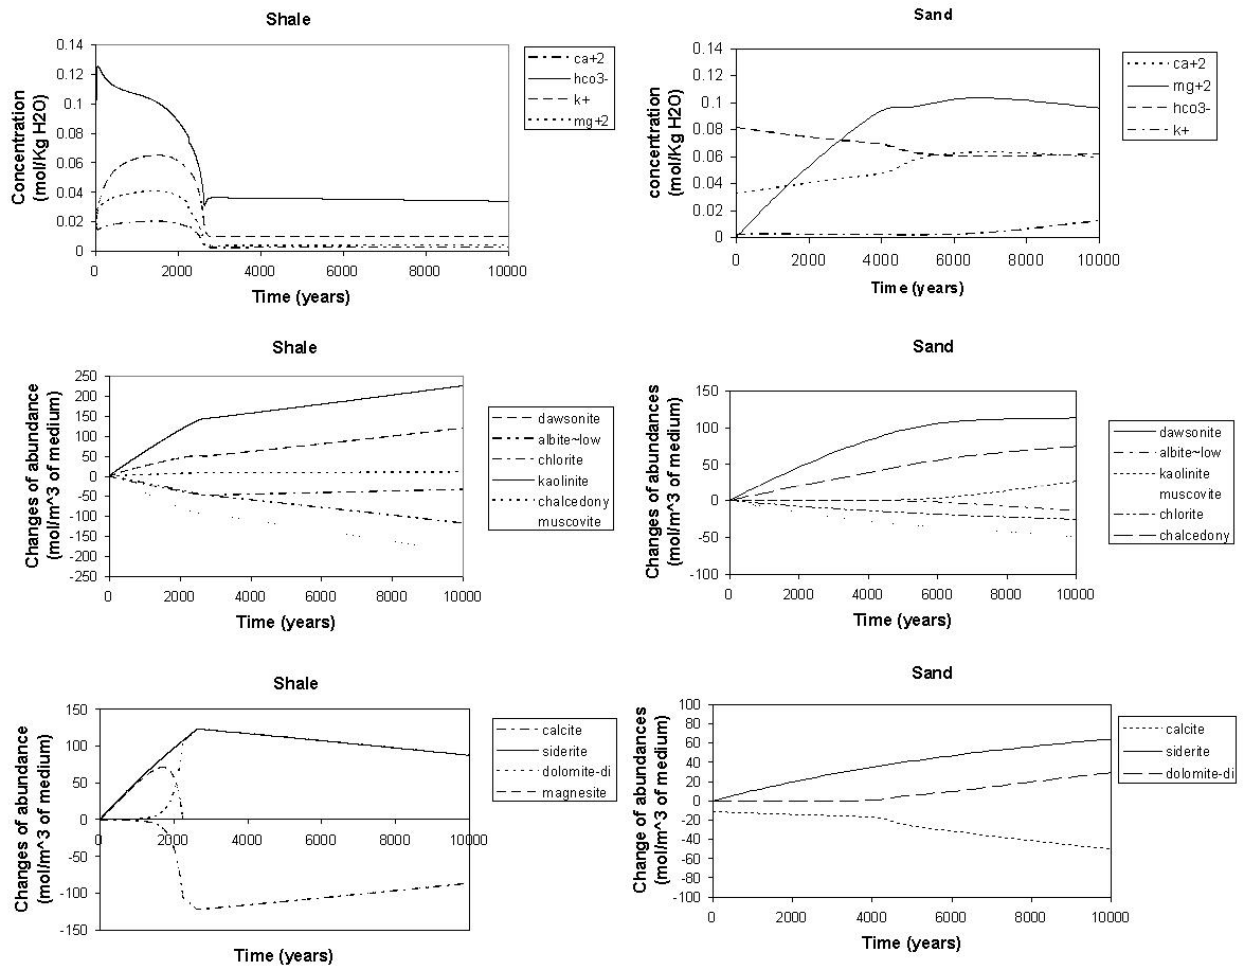 Shale
0.14
0.12
0.1
0.08
0.06
0.04
0.02
0
Concentration
(mol/Kg H2O)
0 2000 4000 6000 8000 10000
Time (years)
ca+2
hco3-
k+
mg+2
Sand
0.14
0.12
0.1
0.08
0.06
0.04
0.02
0
concentration
(mol/Kg H2O)
0 2000 4000 6000 8000 10000
Time (years)
ca+2
mg+2
hco3-
k+
Shale
250
200
150
100
50
0
-50
-100
-150
-200
-250
Changes of abundance
(mol/m^3 of medium)
0 2000 4000 6000 8000 10000
Time (years)
dawsonite
albite~low
chlorite
kaolinite
chalcedony
muscovite
Sand
150
100
50
0
-50
-100
Changes of abundances
(mol/m^3 of medium)
0 2000 4000 6000 8000 10000
Time (years)
dawsonite
albite~low
kaolinite
muscovite
chlorite
chalcedony
Shale
150
100
50
0
-50
-100
-150
Changes of abundance
(mol/m^3 of medium)
0 2000 4000 6000 8000 10000
Time (years)
calcite
siderite
dolomite-di
magnesite
Sand
100
80
60
40
20
0
-20
-40
-60
-80
-100
Change of abundances
(mol/m^3 of medium)
0 2000 4000 6000 8000 10000
Time (years)
calcite
siderite
dolomite-di